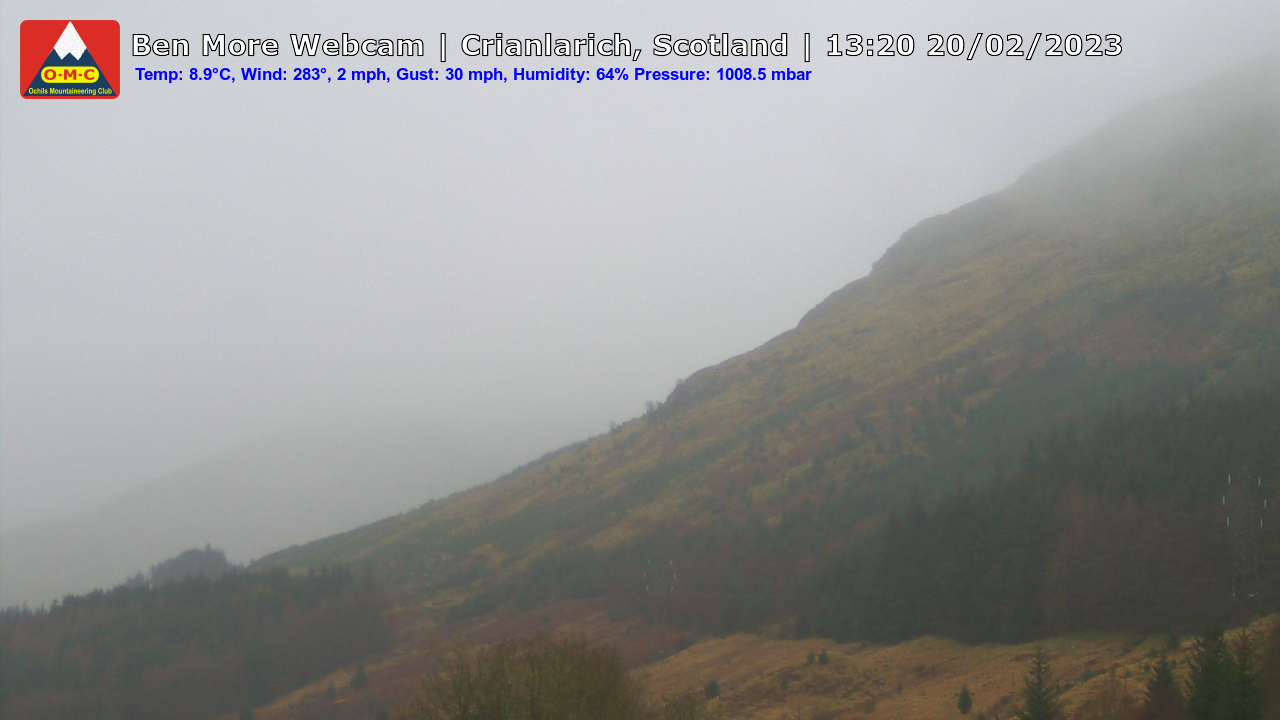 Ben More Webcam | Crianlarich, Scotland | 13:20 20/02/2023
Temp: 8.9°C, Wind: 283°, 2 mph, Gust: 30 mph, Humidity: 64% Pressure: 1008.5 mbar
O·M·C
Ochils Mountaineering Club